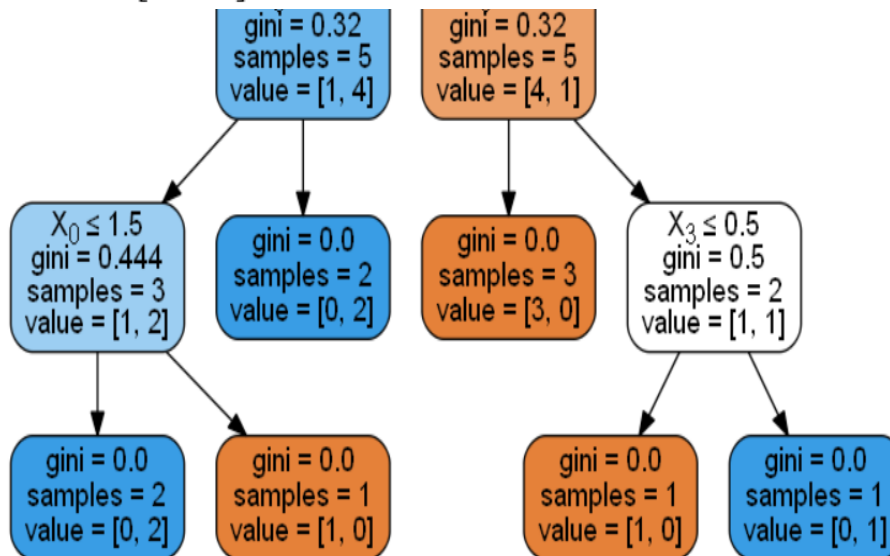 gini = 0.32
samples = 5
value = [1, 4]
gini = 0.32
samples = 5
value = [4, 1]
X0 ≤ 1.5
gini = 0.444
samples = 3
value = [1, 2]
gini = 0.0
samples = 2
value = [0, 2]
gini = 0.0
samples = 3
value = [3, 0]
X3 ≤ 0.5
gini = 0.5
samples = 2
value = [1, 1]
gini = 0.0
samples = 2
value = [0, 2]
gini = 0.0
samples = 1
value = [1, 0]
gini = 0.0
samples = 1
value = [1, 0]
gini = 0.0
samples = 1
value = [0, 1]